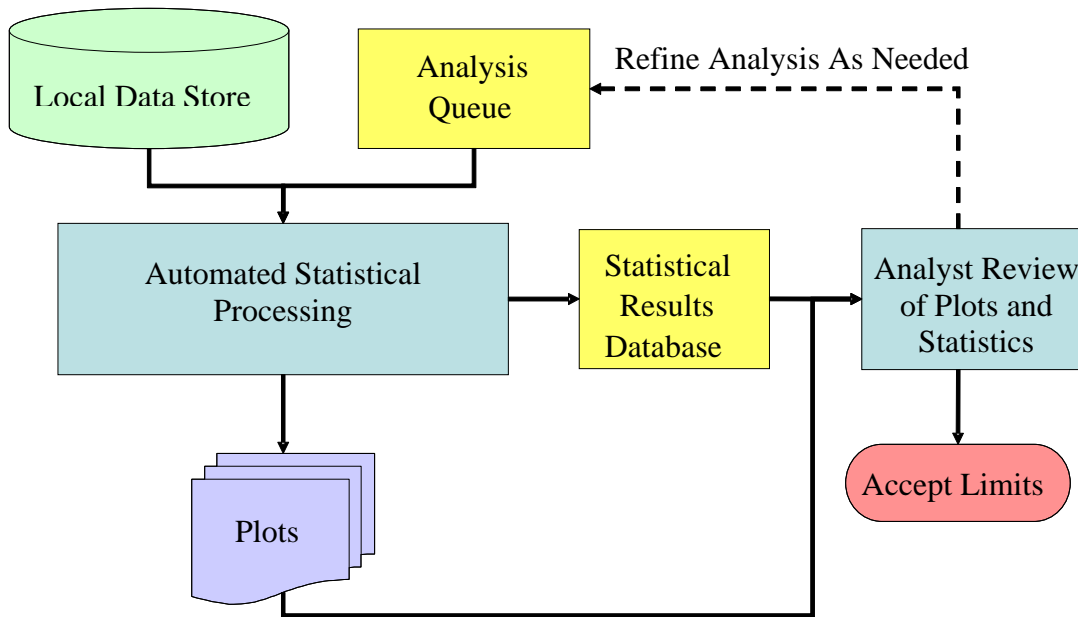 Local Data Store
Analysis
Queue
Refine Analysis As Needed
Automated Statistical
Processing
Statistical
Results
Database
Analyst Review
of Plots and
Statistics
Plots
Accept Limits